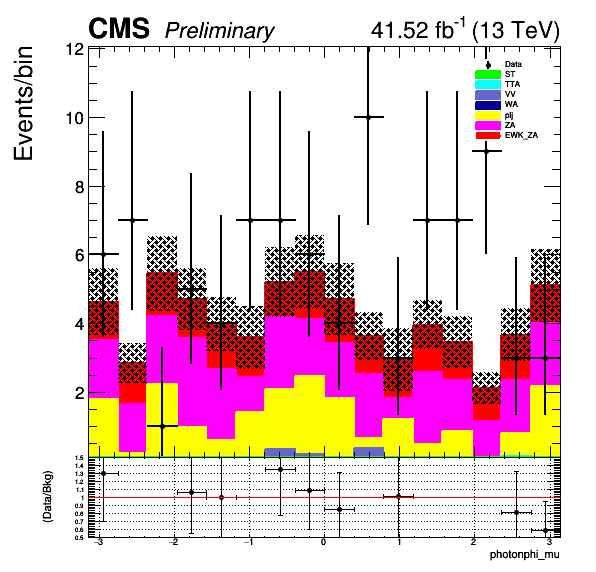 CMS Preliminary 41.52 fb⁻¹ (13 TeV)
Events/bin
12
10
8
6
4
2
Data
ST
TTA
VV
WA
plj
ZA
EWK_ZA
(Data/Bkg)
1.5
1.4
1.3
1.2
1.1
1
0.9
0.8
0.7
0.6
0.5
−3 −2 −1 0 1 2 3
photonphi_mu